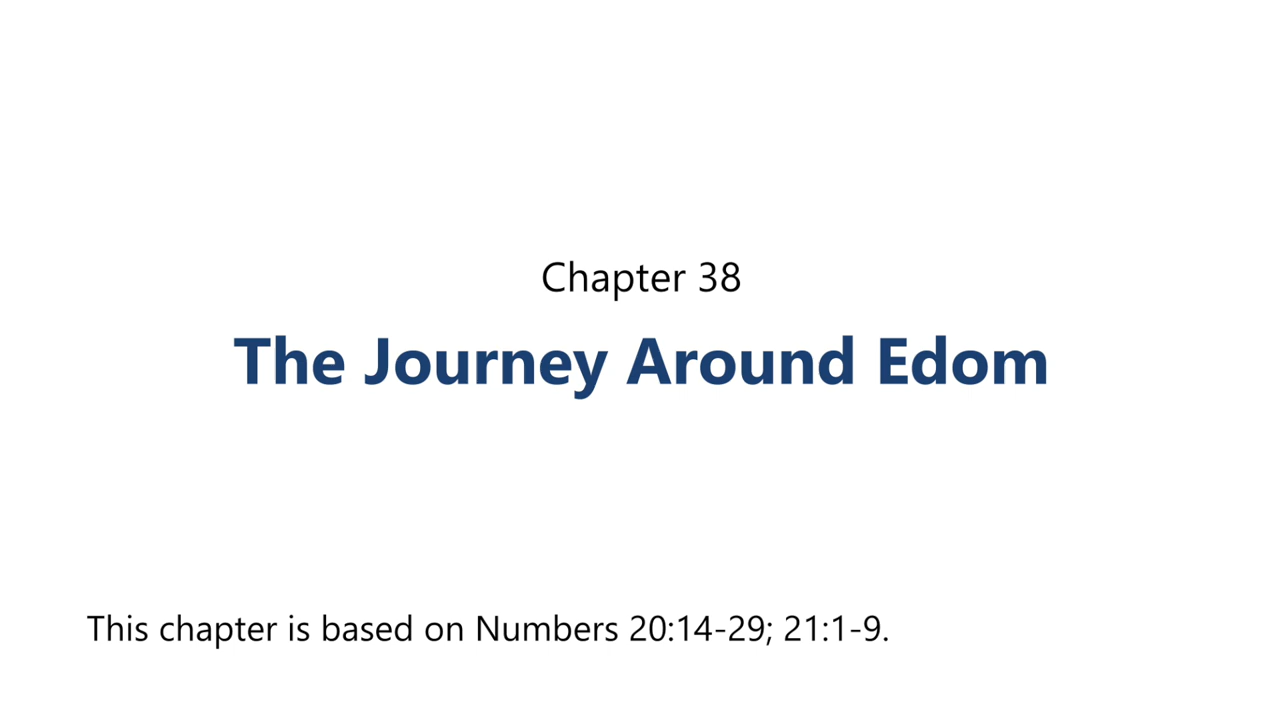 Chapter 38
The Journey Around Edom
This chapter is based on Numbers 20:14-29; 21:1-9.